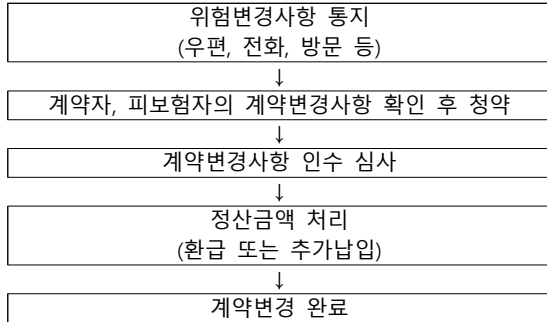 위험변경사항 통지
(우편, 전화, 방문 등)
↓
계약자, 피보험자의 계약변경사항 확인 후 청약
↓
계약변경사항 인수 심사
↓
정산금액 처리
(환급 또는 추가납입)
↓
계약변경 완료